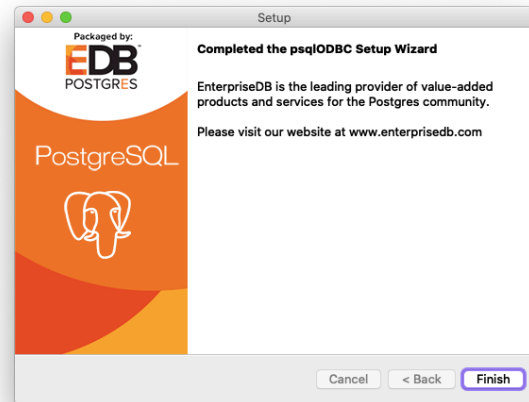 Setup
Packaged by:
EDB
POSTGRES
PostgreSQL
Completed the psqlODBC Setup Wizard
EnterpriseDB is the leading provider of value-added
products and services for the Postgres community.
Please visit our website at www.enterprisedb.com
Cancel
< Back
Finish